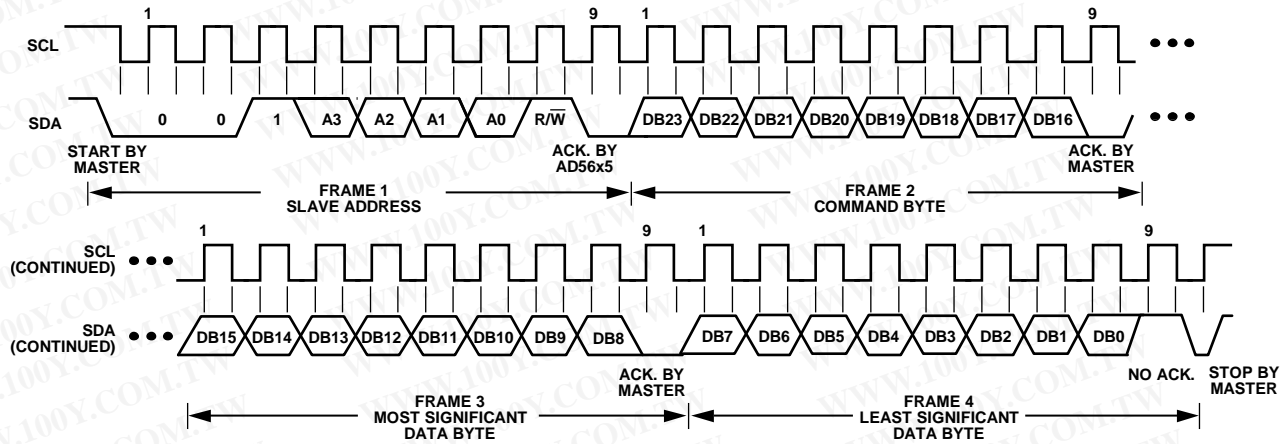 1 9 1 9
SCL
SDA
0 0 1 A3 A2 A1 A0 R/W̅ DB23 DB22 DB21 DB20 DB19 DB18 DB17 DB16
START BY
MASTER
ACK. BY
AD56x5
ACK. BY
MASTER
FRAME 1
SLAVE ADDRESS
FRAME 2
COMMAND BYTE
1 9 1 9
SCL
(CONTINUED)
SDA
(CONTINUED)
DB15 DB14 DB13 DB12 DB11 DB10 DB9 DB8 DB7 DB6 DB5 DB4 DB3 DB2 DB1 DB0
ACK. BY
MASTER
NO ACK.
STOP BY
MASTER
FRAME 3
MOST SIGNIFICANT
DATA BYTE
FRAME 4
LEAST SIGNIFICANT
DATA BYTE
WWW.100Y.COM.TW